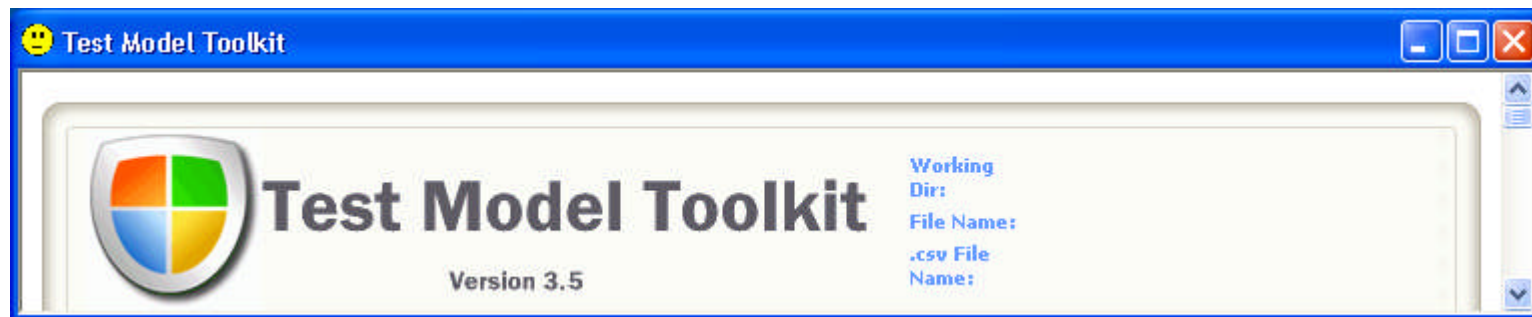 Test Model Toolkit
Test Model Toolkit
Version 3.5
Working
Dir:
File Name:
.csv File
Name: